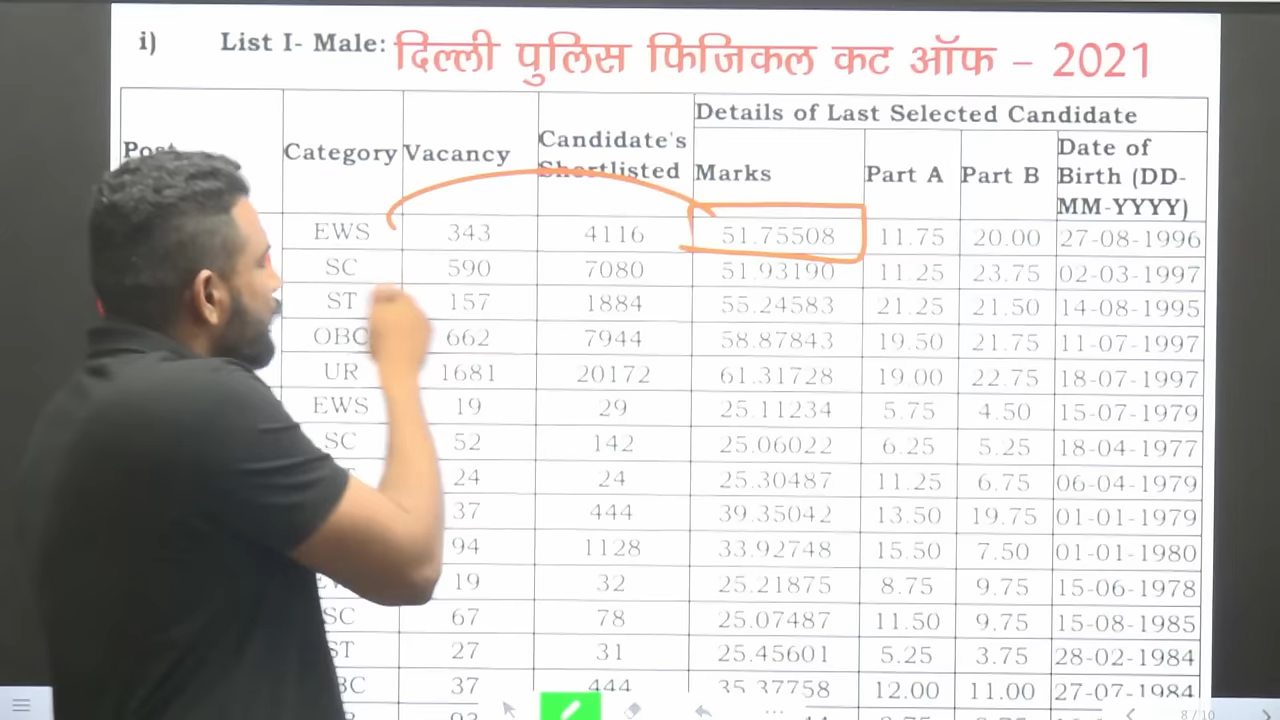 i) List I- Male: दिल्ली पुलिस फिजिकल कट ऑफ – 2021
Details of Last Selected Candidate
Category Vacancy Candidate's Shortlisted Marks Part A Part B Date of Birth (DD-MM-YYYY)
EWS 343 4116 51.75508 11.75 20.00 27-08-1996
SC 590 7080 51.93190 11.25 23.75 02-03-1997
ST 157 1884 55.24583 21.25 21.50 14-08-1995
OBC 662 7944 58.87843 19.50 21.75 11-07-1997
UR 1681 20172 61.31728 19.00 22.75 18-07-1997
EWS 19 29 25.11234 5.75 4.50 15-07-1979
SC 52 142 25.06022 6.25 5.25 18-04-1977
24 24 25.30487 11.25 6.75 06-04-1979
37 444 39.35042 13.50 19.75 01-01-1979
94 1128 33.92748 15.50 7.50 01-01-1980
19 32 25.21875 8.75 9.75 15-06-1978
SC 67 78 25.07487 11.50 9.75 15-08-1985
ST 27 31 25.45601 5.25 3.75 28-02-1984
37 444 35.37758 12.00 11.00 27-07-1984
8/10